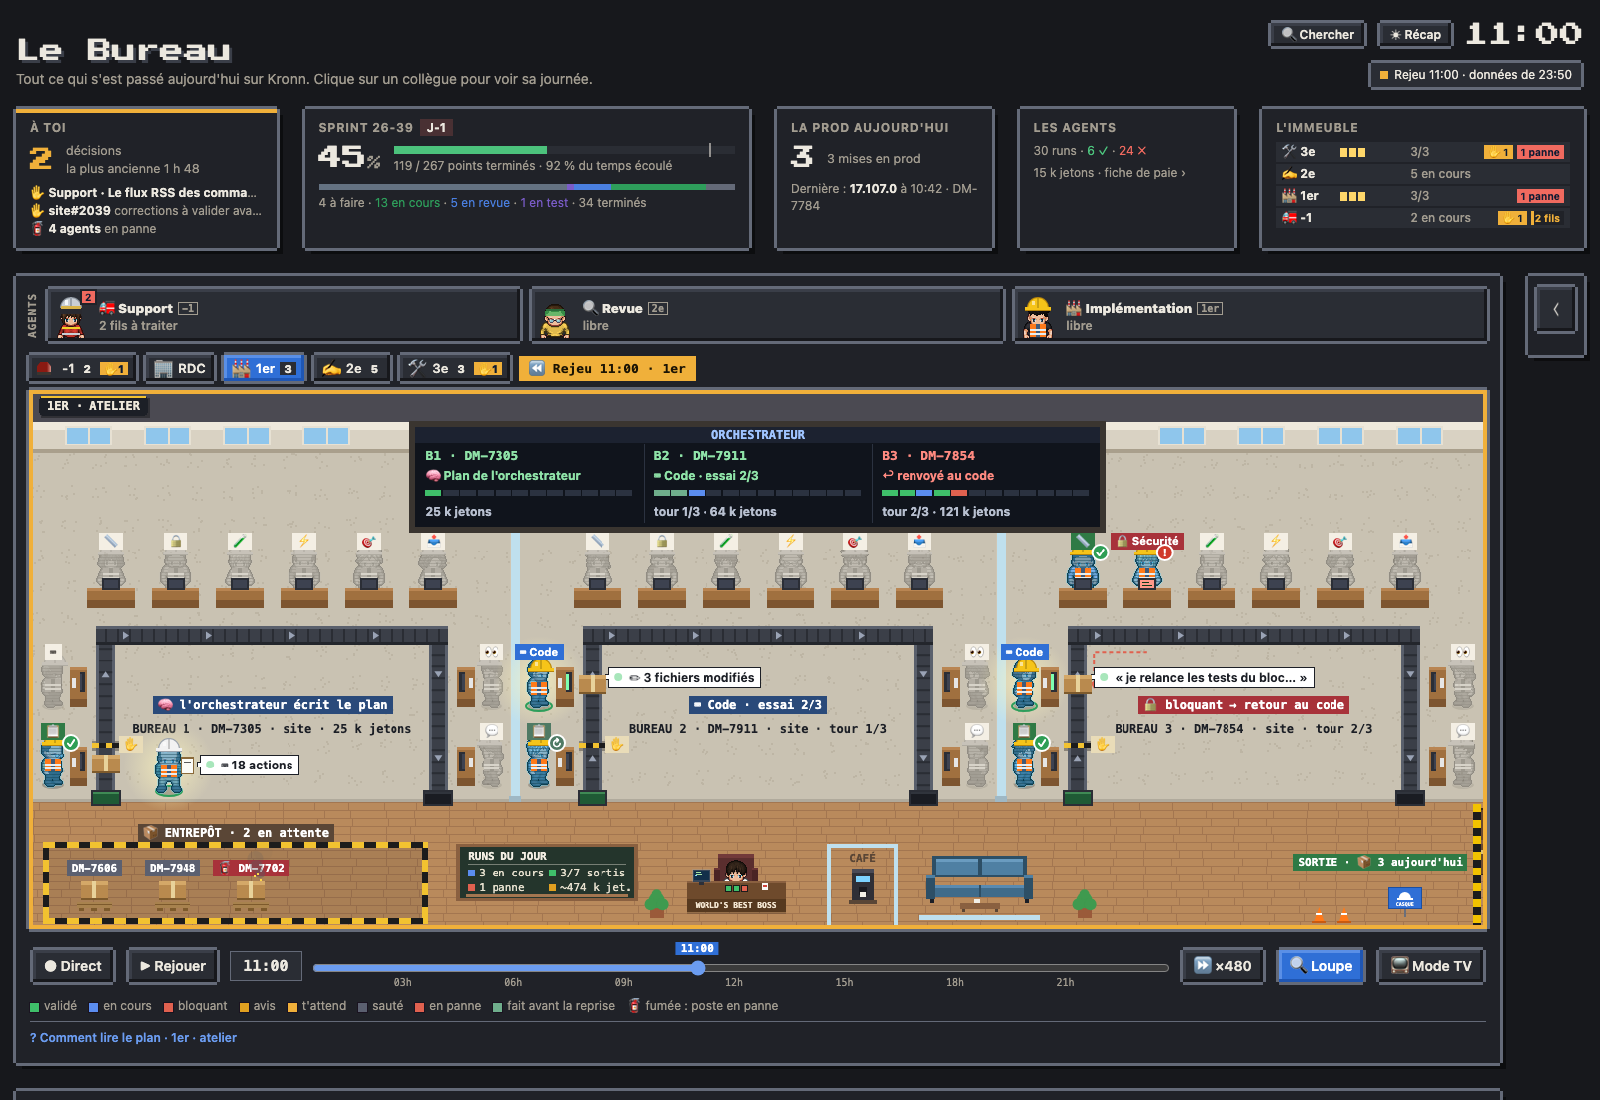 Le Bureau
Tout ce qui s'est passé aujourd'hui sur Kronn. Clique sur un collègue pour voir sa journée.
Chercher
Récap
11:00
Rejeu 11:00 · données de 23:50
À TOI
2
décisions
la plus ancienne 1 h 48
Support · Le flux RSS des comma...
site#2039 corrections à valider ava...
4 agents en panne
SPRINT 26-39 J-1
45%
119 / 267 points terminés · 92 % du temps écoulé
4 à faire · 13 en cours · 5 en revue · 1 en test · 34 terminés
LA PROD AUJOURD'HUI
3 3 mises en prod
Dernière : 17.107.0 à 10:42 · DM-
7784
LES AGENTS
30 runs · 6 ✓ · 24 ✕
15 k jetons · fiche de paie ›
L'IMMEUBLE
3e 3/3 1 1 panne
2e 5 en cours
1er 3/3 1 panne
-1 2 en cours 1 2 fils
AGENTS
2
Support -1
2 fils à traiter
Revue 2e
libre
Implémentation 1er
libre
-1 2 1
RDC
1er 3
2e 5
3e 3 1
Rejeu 11:00 · 1er
1ER · ATELIER
ORCHESTRATEUR
B1 · DM-7305
Plan de l'orchestrateur
25 k jetons
B2 · DM-7911
Code · essai 2/3
tour 1/3 · 64 k jetons
B3 · DM-7854
↩ renvoyé au code
tour 2/3 · 121 k jetons
Sécurité
Code
3 fichiers modifiés
Code
« je relance les tests du bloc... »
l'orchestrateur écrit le plan
Code · essai 2/3
bloquant → retour au code
BUREAU 1 · DM-7305 · site · 25 k jetons
BUREAU 2 · DM-7911 · site · tour 1/3
BUREAU 3 · DM-7854 · site · tour 2/3
18 actions
ENTREPÔT · 2 en attente
DM-7606
DM-7948
DM-7702
RUNS DU JOUR
3 en cours 3/7 sortis
1 panne ~474 k jet.
WORLD'S BEST BOSS
CAFÉ
SORTIE · 3 aujourd'hui
CASQUE
11:00
Direct
Rejouer
11:00
03h
06h
09h
12h
15h
18h
21h
x480
Loupe
Mode TV
validé
en cours
bloquant
avis
t'attend
sauté
en panne
fait avant la reprise
fumée : poste en panne
? Comment lire le plan · 1er · atelier